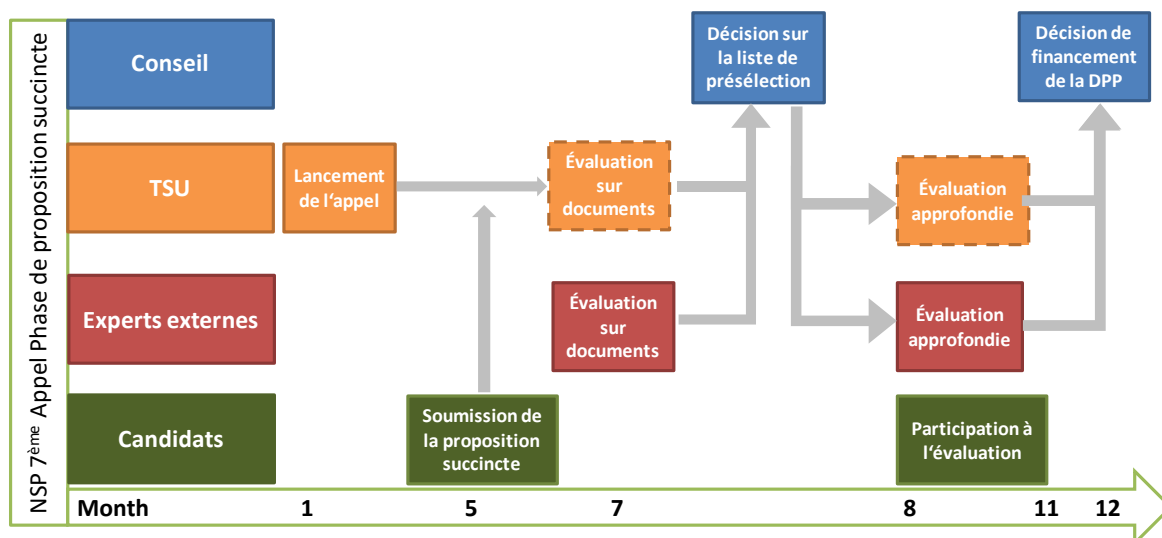 NSP 7ème Appel Phase de proposition succincte
Conseil
Décision sur
la liste de
présélection
Décision de
financement
de la DPP
TSU
Lancement
de l‘appel
Évaluation
sur
documents
Évaluation
approfondie
Experts externes
Évaluation
sur
documents
Évaluation
approfondie
Candidats
Soumission de
la proposition
succincte
Participation à
l‘évaluation
Month 1 5 7 8 11 12